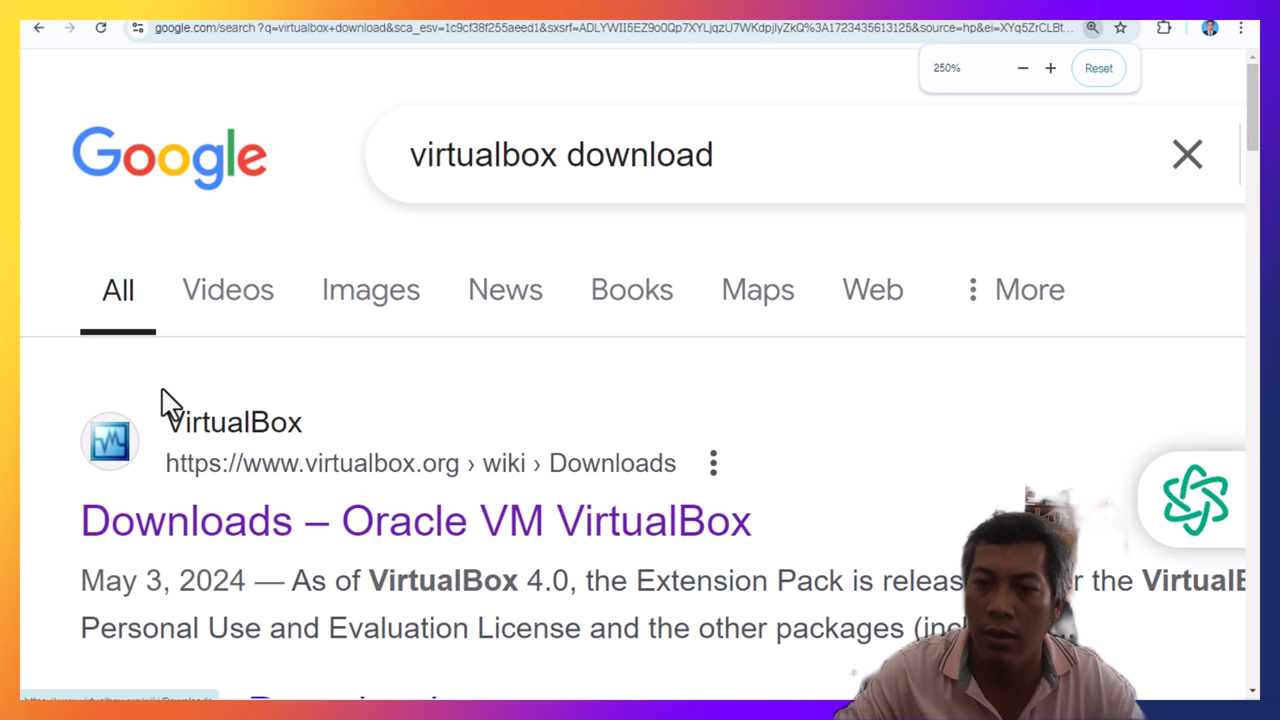 google.com/search ?q=virtualbox+download&sca_esv=1c9cf38f255aeed1&sxsrf=ADLYWII5EZ9o0Qp7XYLjqzU7WKdpjlyZkQ%3A1723435613125&source=hp&ei=XYq5ZrCLBt...
250%
Reset
Google
virtualbox download
All
Videos
Images
News
Books
Maps
Web
More
VirtualBox
https://www.virtualbox.org › wiki › Downloads
Downloads – Oracle VM VirtualBox
May 3, 2024 — As of VirtualBox 4.0, the Extension Pack is the
Personal Use and Evaluation License and the other packages